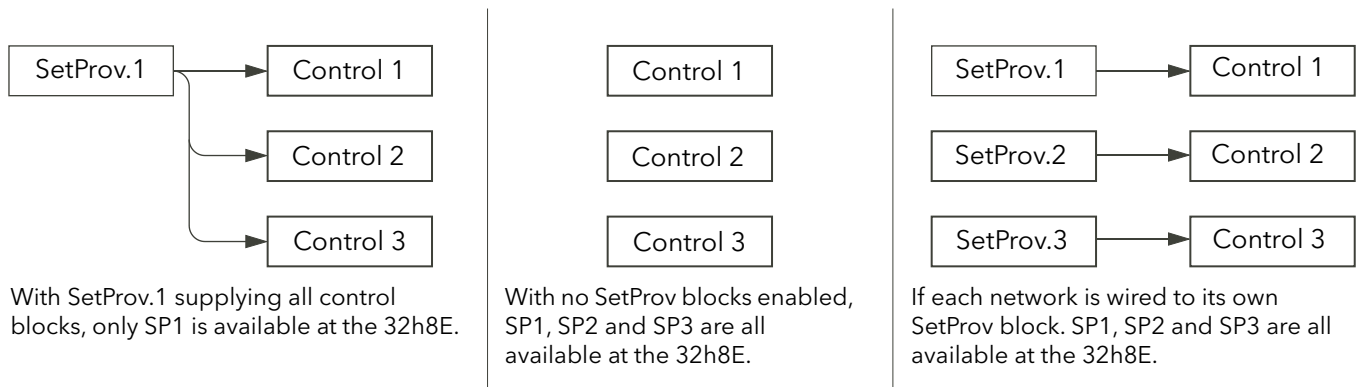 SetProv.1
Control 1
Control 2
Control 3
With SetProv.1 supplying all control
blocks, only SP1 is available at the 32h8E.
Control 1
Control 2
Control 3
With no SetProv blocks enabled,
SP1, SP2 and SP3 are all
available at the 32h8E.
SetProv.1
Control 1
SetProv.2
Control 2
SetProv.3
Control 3
If each network is wired to its own
SetProv block. SP1, SP2 and SP3 are all
available at the 32h8E.